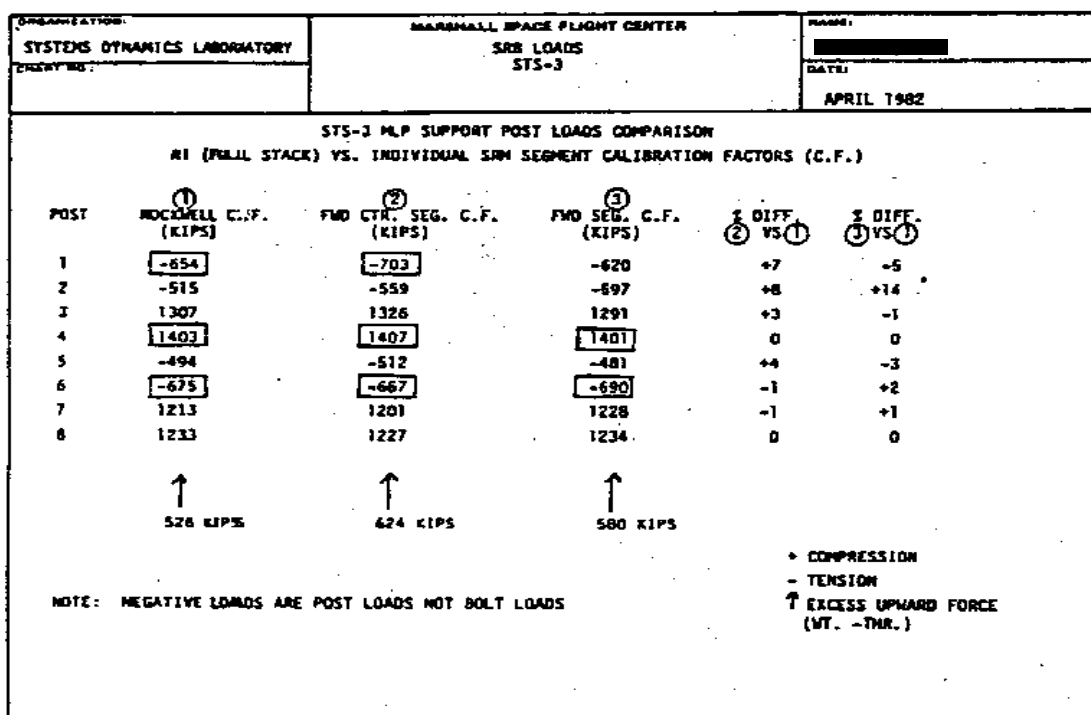 ORGANIZATION:
SYSTEMS DYNAMICS LABORATORY
CHART NO.:
MARSHALL SPACE FLIGHT CENTER
SRB LOADS
STS-3
NAME:
DATE:
APRIL 1982
STS-3 MLP SUPPORT POST LOADS COMPARISON
RI (FULL STACK) VS. INDIVIDUAL SRM SEGMENT CALIBRATION FACTORS (C.F.)
① ② ③
POST ROCKWELL C.F. FWD CTR. SEG. C.F. FWD SEG. C.F. % DIFF. % DIFF.
(KIPS) (KIPS) (KIPS) ② VS ① ③ VS ①
1 -654 -703 -620 +7 -5
2 -515 -559 -597 +8 +14
3 1307 1326 1291 +3 -1
4 1403 1407 1401 0 0
5 -494 -512 -481 +4 -3
6 -675 -667 -690 -1 +2
7 1213 1201 1228 -1 +1
8 1233 1227 1234 0 0
↑ ↑ ↑
526 KIPS 624 KIPS 580 KIPS
+ COMPRESSION
- TENSION
NOTE: NEGATIVE LOADS ARE POST LOADS NOT BOLT LOADS
↑ EXCESS UPWARD FORCE
(WT. -THR.)